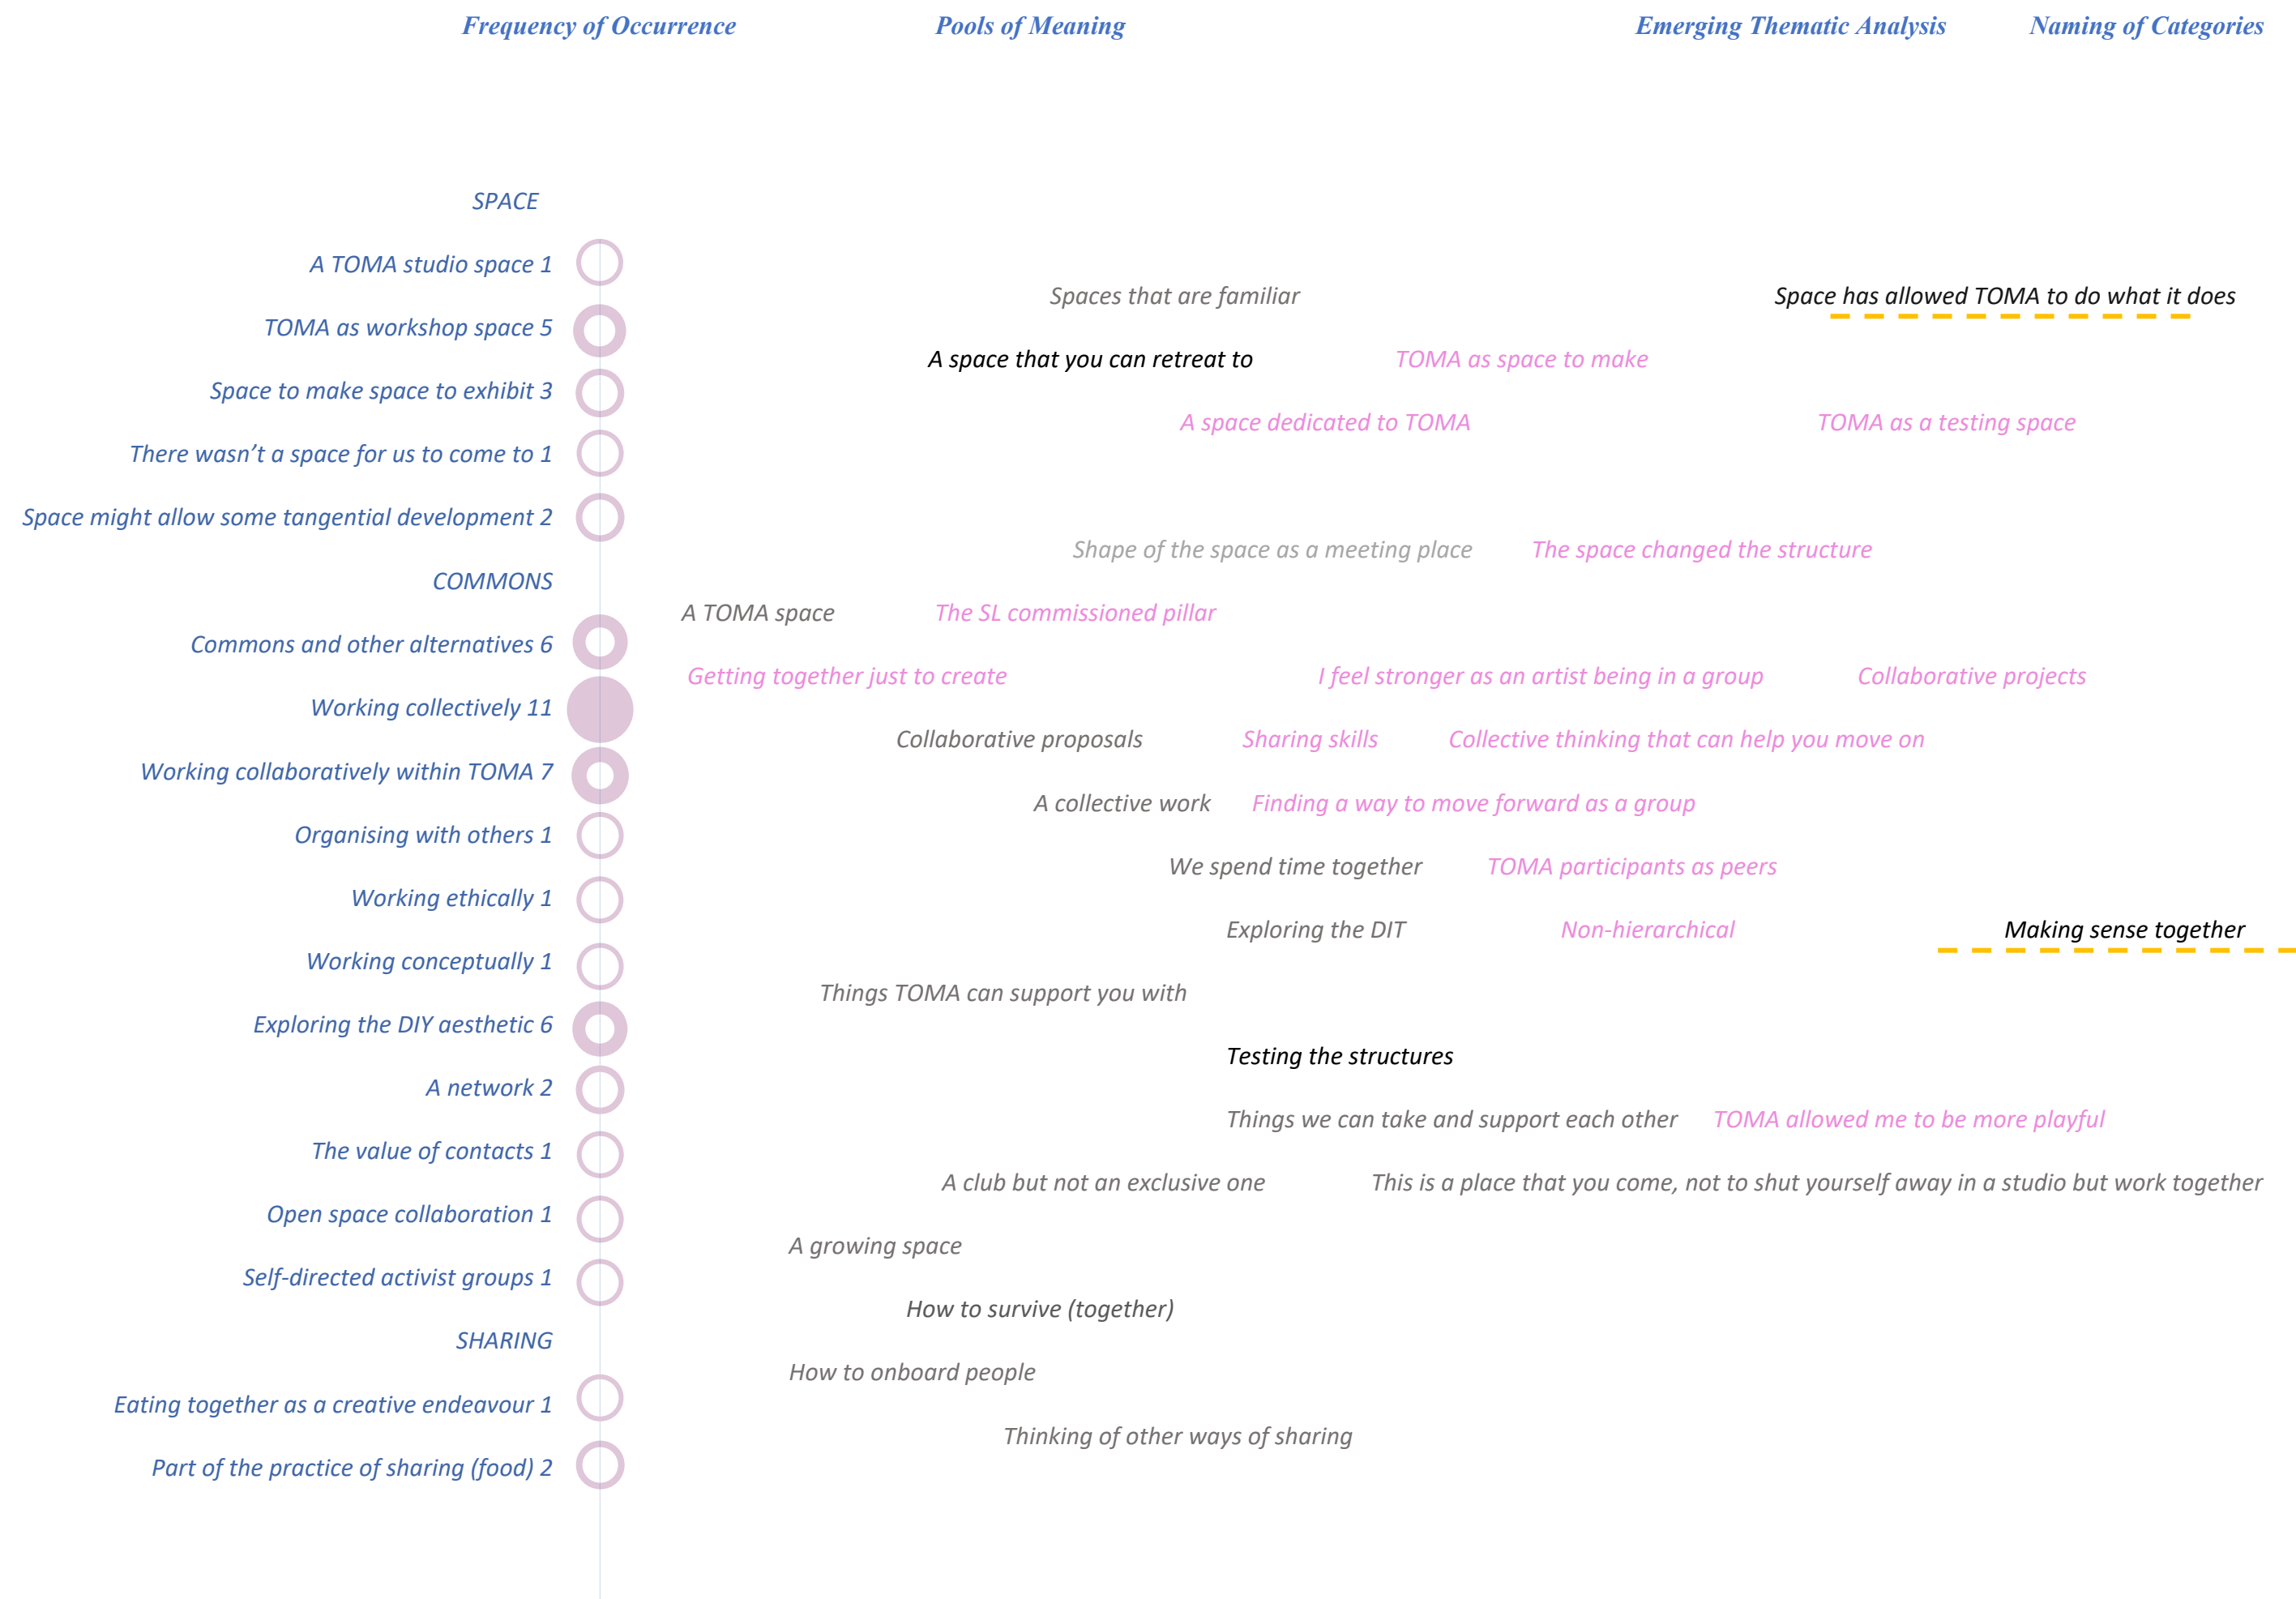 Frequency of Occurrence Pools of Meaning Emerging Thematic Analysis Naming of Categories
SPACE
A TOMA studio space 1
Spaces that are familiar Space has allowed TOMA to do what it does
TOMA as workshop space 5
A space that you can retreat to TOMA as space to make
Space to make space to exhibit 3
A space dedicated to TOMA TOMA as a testing space
There wasn’t a space for us to come to 1
Space might allow some tangential development 2
Shape of the space as a meeting place The space changed the structure
COMMONS
A TOMA space The SL commissioned pillar
Commons and other alternatives 6
Getting together just to create I feel stronger as an artist being in a group Collaborative projects
Working collectively 11
Collaborative proposals Sharing skills Collective thinking that can help you move on
Working collaboratively within TOMA 7
A collective work Finding a way to move forward as a group
Organising with others 1
We spend time together TOMA participants as peers
Working ethically 1
Exploring the DIT Non-hierarchical Making sense together
Working conceptually 1
Things TOMA can support you with
Exploring the DIY aesthetic 6
Testing the structures
A network 2
Things we can take and support each other TOMA allowed me to be more playful
The value of contacts 1
A club but not an exclusive one This is a place that you come, not to shut yourself away in a studio but work together
Open space collaboration 1
A growing space
Self-directed activist groups 1
How to survive (together)
SHARING
How to onboard people
Eating together as a creative endeavour 1
Thinking of other ways of sharing
Part of the practice of sharing (food) 2